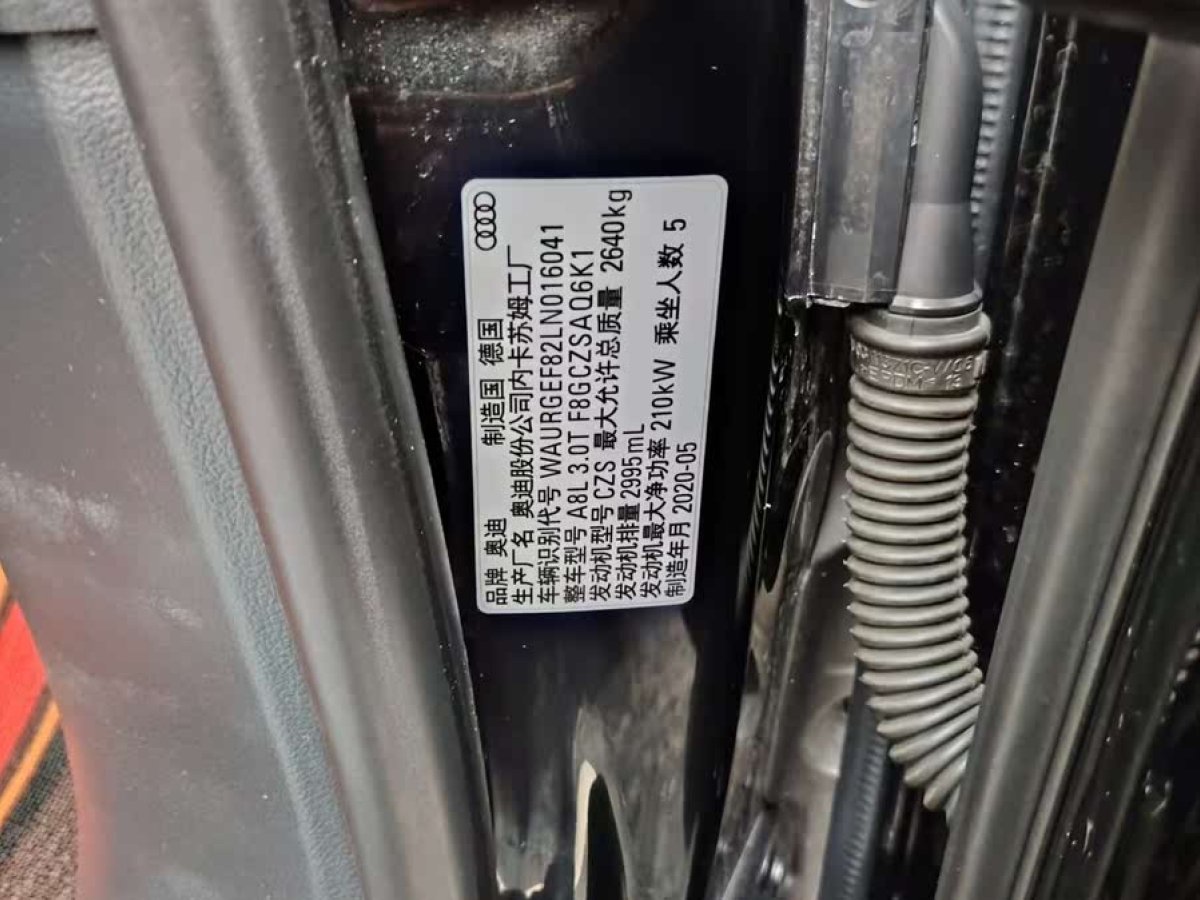 品牌 奥迪 制造国 德国
生产厂名 奥迪股份公司内卡苏姆工厂
车辆识别代号 WAURGEF82LN016041
整车型号 A8L 3.0T F8GCZSAQ6K1
发动机型号 CZS 最大允许总质量 2640kg
发动机排量 2995mL
发动机最大净功率 210kW 乘坐人数 5
制造年月 2020-05